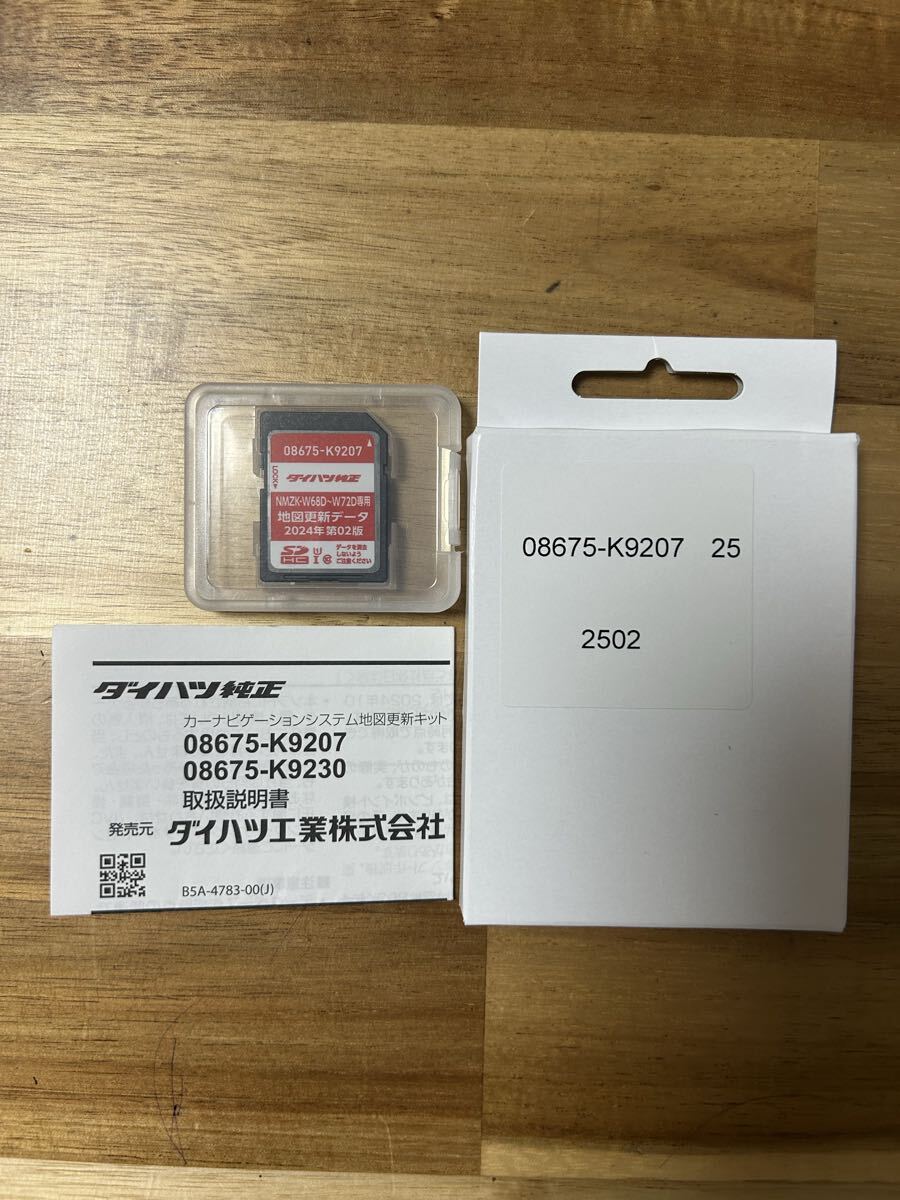 08675-K9207
LOCK
ダイハツ純正
NMZK-W68D~W72D専用
地図更新データ
2024年 第02版
SD HC U1 I 10
データを消去
しないよう
ご注意ください
08675-K9207 25
2502
ダイハツ純正
カーナビゲーションシステム地図更新キット
08675-K9207
08675-K9230
取扱説明書
発売元 ダイハツ工業株式会社
B5A-4783-00(J)